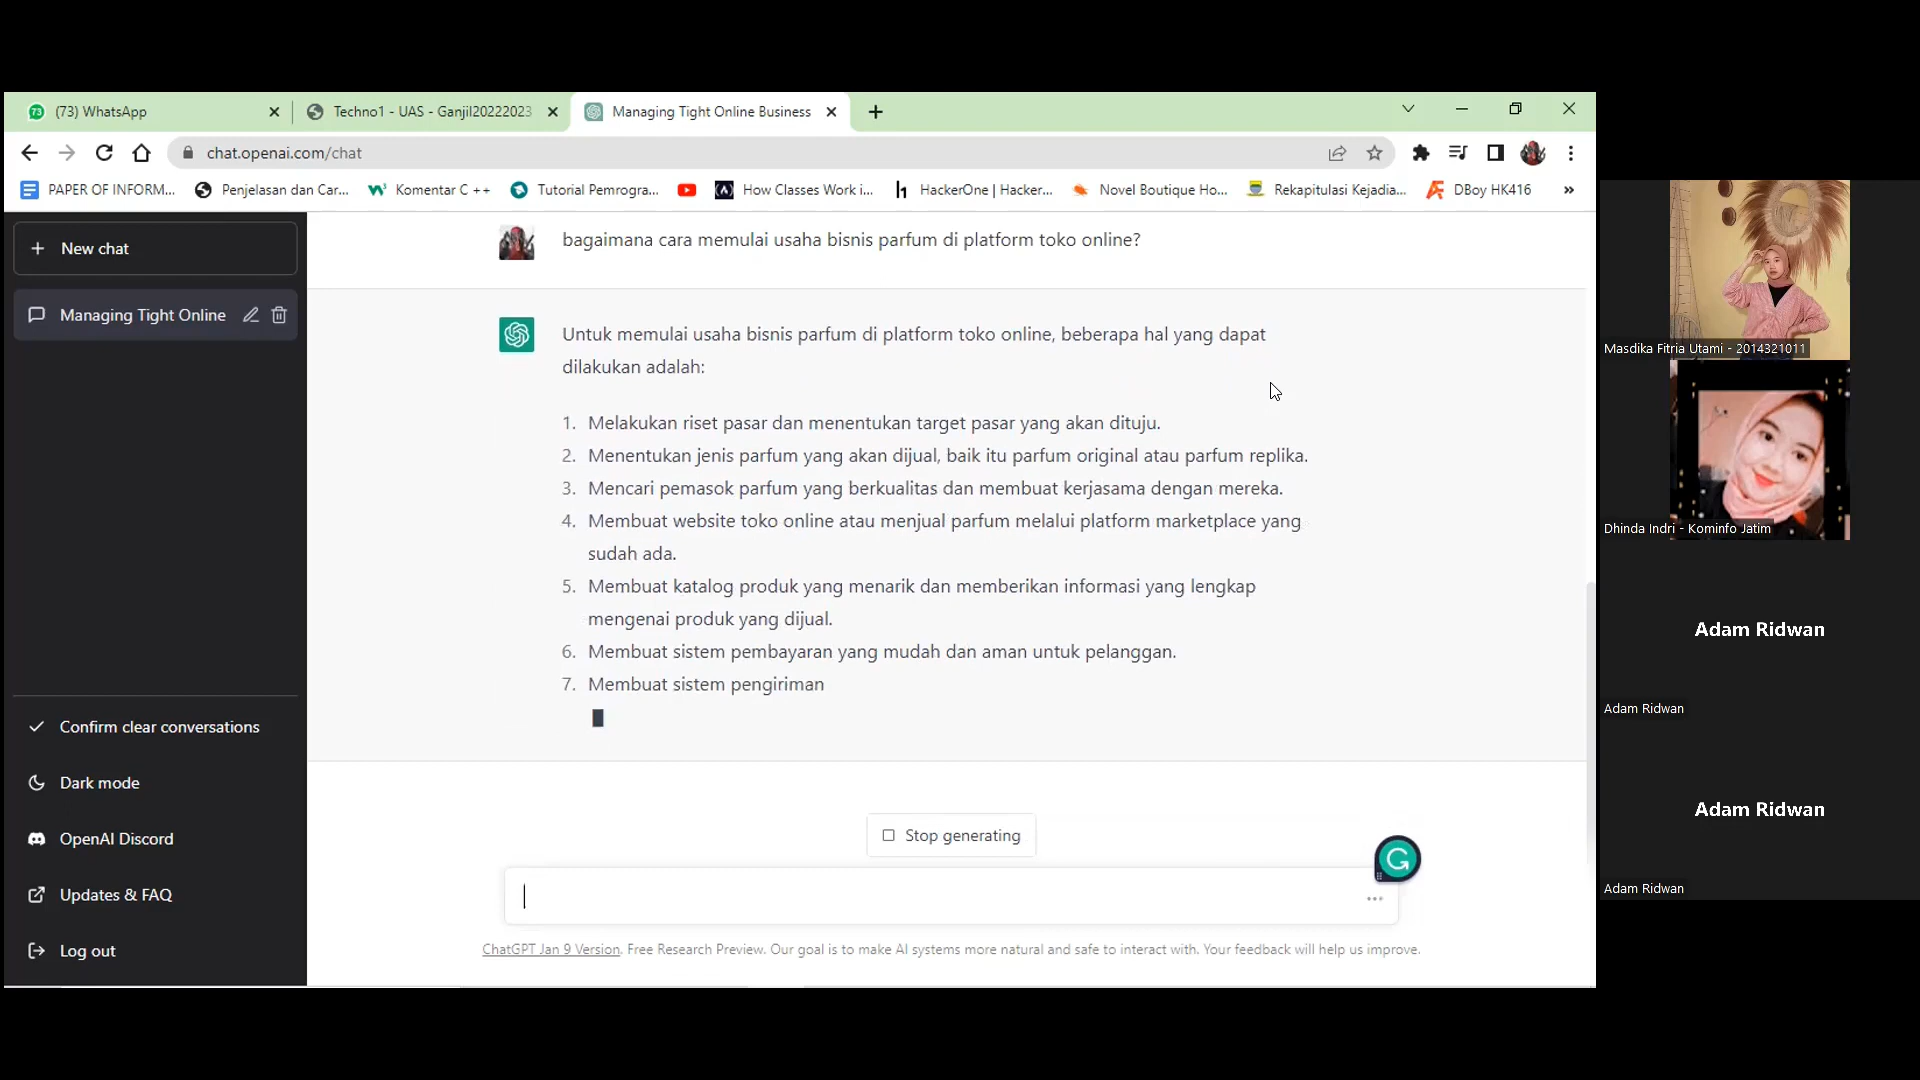 (73) WhatsApp
Techno1 - UAS - Ganjil20222023
Managing Tight Online Business
chat.openai.com/chat
PAPER OF INFORM...
Penjelasan dan Car...
Komentar C ++
Tutorial Pemrogra...
How Classes Work i...
HackerOne | Hacker...
Novel Boutique Ho...
Rekapitulasi Kejadia...
DBoy HK416
»
New chat
Managing Tight Online
Confirm clear conversations
Dark mode
OpenAI Discord
Updates & FAQ
Log out
bagaimana cara memulai usaha bisnis parfum di platform toko online?
Untuk memulai usaha bisnis parfum di platform toko online, beberapa hal yang dapat
dilakukan adalah:
1. Melakukan riset pasar dan menentukan target pasar yang akan dituju.
2. Menentukan jenis parfum yang akan dijual, baik itu parfum original atau parfum replika.
3. Mencari pemasok parfum yang berkualitas dan membuat kerjasama dengan mereka.
4. Membuat website toko online atau menjual parfum melalui platform marketplace yang
sudah ada.
5. Membuat katalog produk yang menarik dan memberikan informasi yang lengkap
mengenai produk yang dijual.
6. Membuat sistem pembayaran yang mudah dan aman untuk pelanggan.
7. Membuat sistem pengiriman
Stop generating
ChatGPT Jan 9 Version. Free Research Preview. Our goal is to make AI systems more natural and safe to interact with. Your feedback will help us improve.
Masdika Fitria Utami - 2014321011
Dhinda Indri - Kominfo Jatim
Adam Ridwan
Adam Ridwan
Adam Ridwan
Adam Ridwan